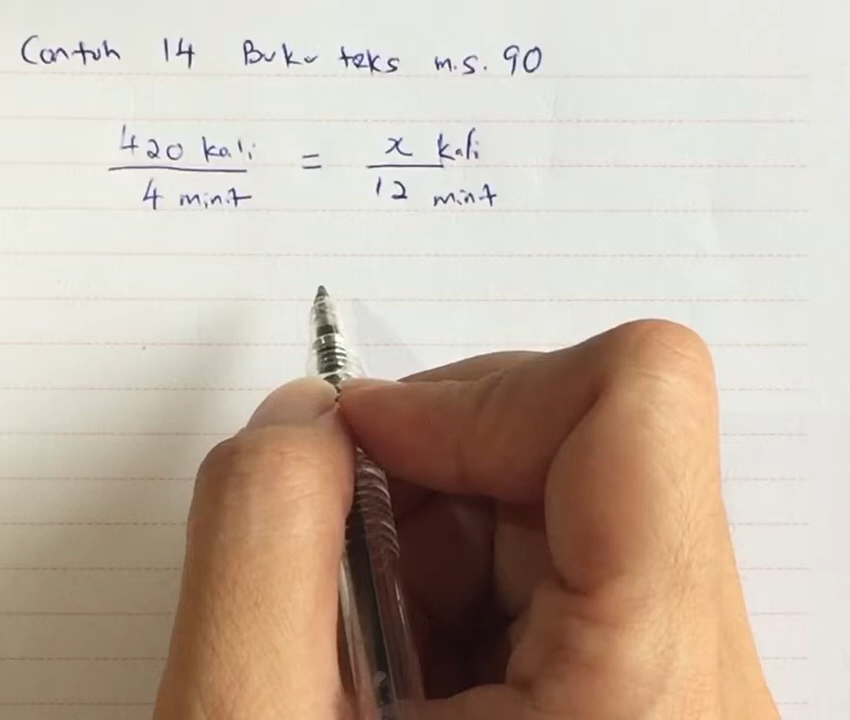 Contoh 14 Buku teks m.s. 90
420 kali = x kali
4 minit 12 minit